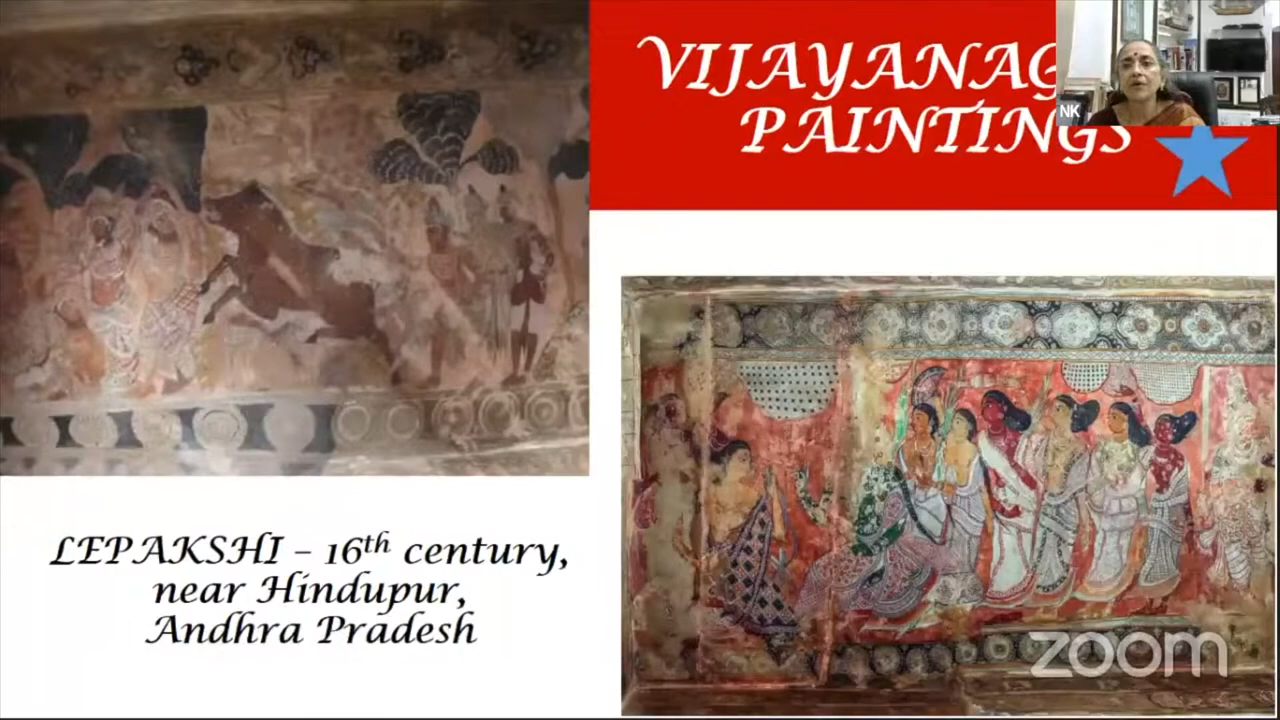 VIJAYANAG
PAINTINGS
NK
LEPAKSHI – 16th century,
near Hindupur,
Andhra Pradesh
zoom